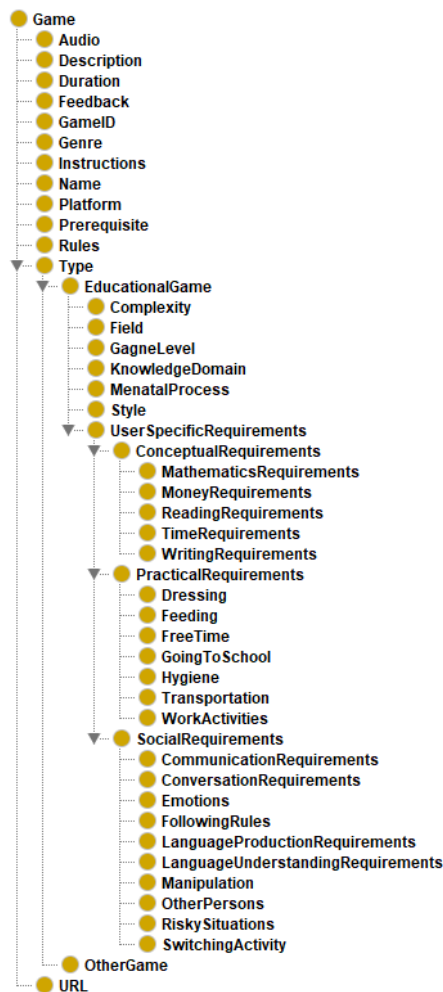 Game
Audio
Description
Duration
Feedback
GameID
Genre
Instructions
Name
Platform
Prerequisite
Rules
Type
EducationalGame
Complexity
Field
GagneLevel
KnowledgeDomain
MenatalProcess
Style
UserSpecificRequirements
ConceptualRequirements
MathematicsRequirements
MoneyRequirements
ReadingRequirements
TimeRequirements
WritingRequirements
PracticalRequirements
Dressing
Feeding
FreeTime
GoingToSchool
Hygiene
Transportation
WorkActivities
SocialRequirements
CommunicationRequirements
ConversationRequirements
Emotions
FollowingRules
LanguageProductionRequirements
LanguageUnderstandingRequirements
Manipulation
OtherPersons
RiskySituations
SwitchingActivity
OtherGame
URL